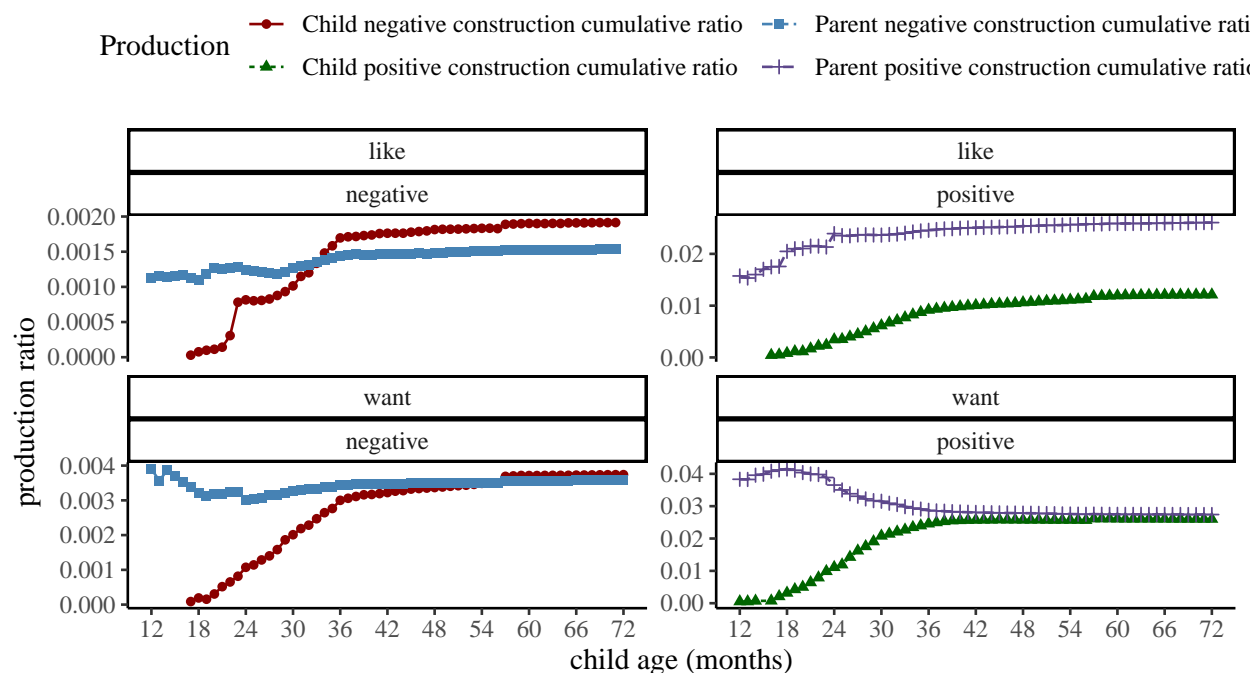 Production
Child negative construction cumulative ratio
Parent negative construction cumulative rati
Child positive construction cumulative ratio
Parent positive construction cumulative ratio
like
like
negative
positive
0.0020
0.0015
0.0010
0.0005
0.0000
0.02
0.01
0.00
want
want
negative
positive
0.004
0.003
0.002
0.001
0.000
0.04
0.03
0.02
0.01
0.00
12 18 24 30 36 42 48 54 60 66 72
12 18 24 30 36 42 48 54 60 66 72
production ratio
child age (months)